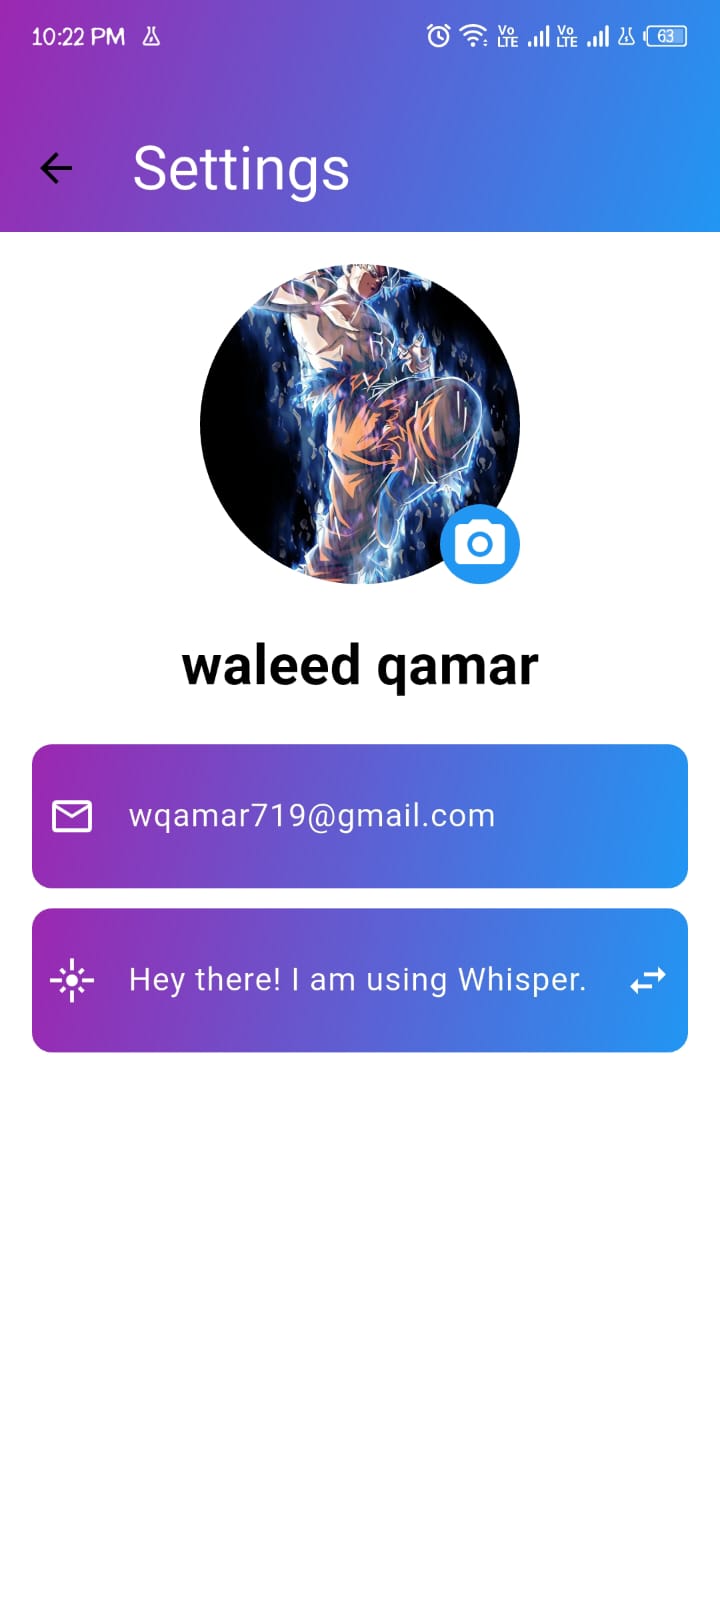 10:22 PM Vo LTE Vo LTE 63
Settings
waleed qamar
wqamar719@gmail.com
Hey there! I am using Whisper.